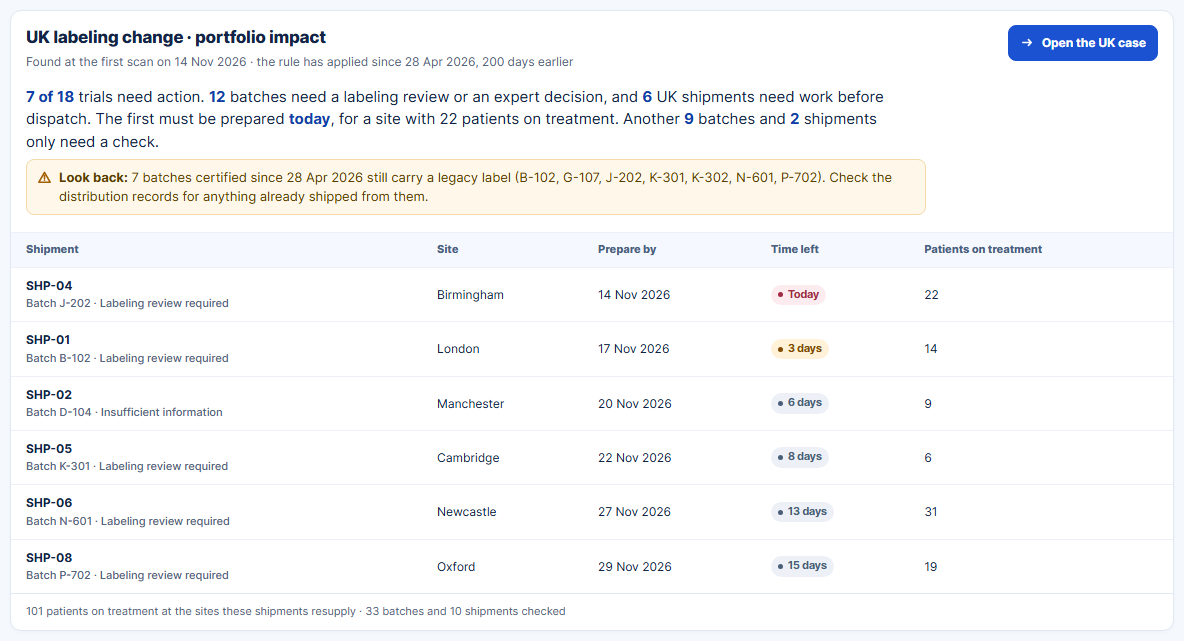 UK labeling change · portfolio impact
Found at the first scan on 14 Nov 2026 · the rule has applied since 28 Apr 2026, 200 days earlier
→ Open the UK case
7 of 18 trials need action. 12 batches need a labeling review or an expert decision, and 6 UK shipments need work before
dispatch. The first must be prepared today, for a site with 22 patients on treatment. Another 9 batches and 2 shipments
only need a check.
Look back: 7 batches certified since 28 Apr 2026 still carry a legacy label (B-102, G-107, J-202, K-301, K-302, N-601, P-702). Check the
distribution records for anything already shipped from them.
Shipment Site Prepare by Time left Patients on treatment
SHP-04
Batch J-202 · Labeling review required
Birmingham 14 Nov 2026 Today 22
SHP-01
Batch B-102 · Labeling review required
London 17 Nov 2026 3 days 14
SHP-02
Batch D-104 · Insufficient information
Manchester 20 Nov 2026 6 days 9
SHP-05
Batch K-301 · Labeling review required
Cambridge 22 Nov 2026 8 days 6
SHP-06
Batch N-601 · Labeling review required
Newcastle 27 Nov 2026 13 days 31
SHP-08
Batch P-702 · Labeling review required
Oxford 29 Nov 2026 15 days 19
101 patients on treatment at the sites these shipments resupply · 33 batches and 10 shipments checked